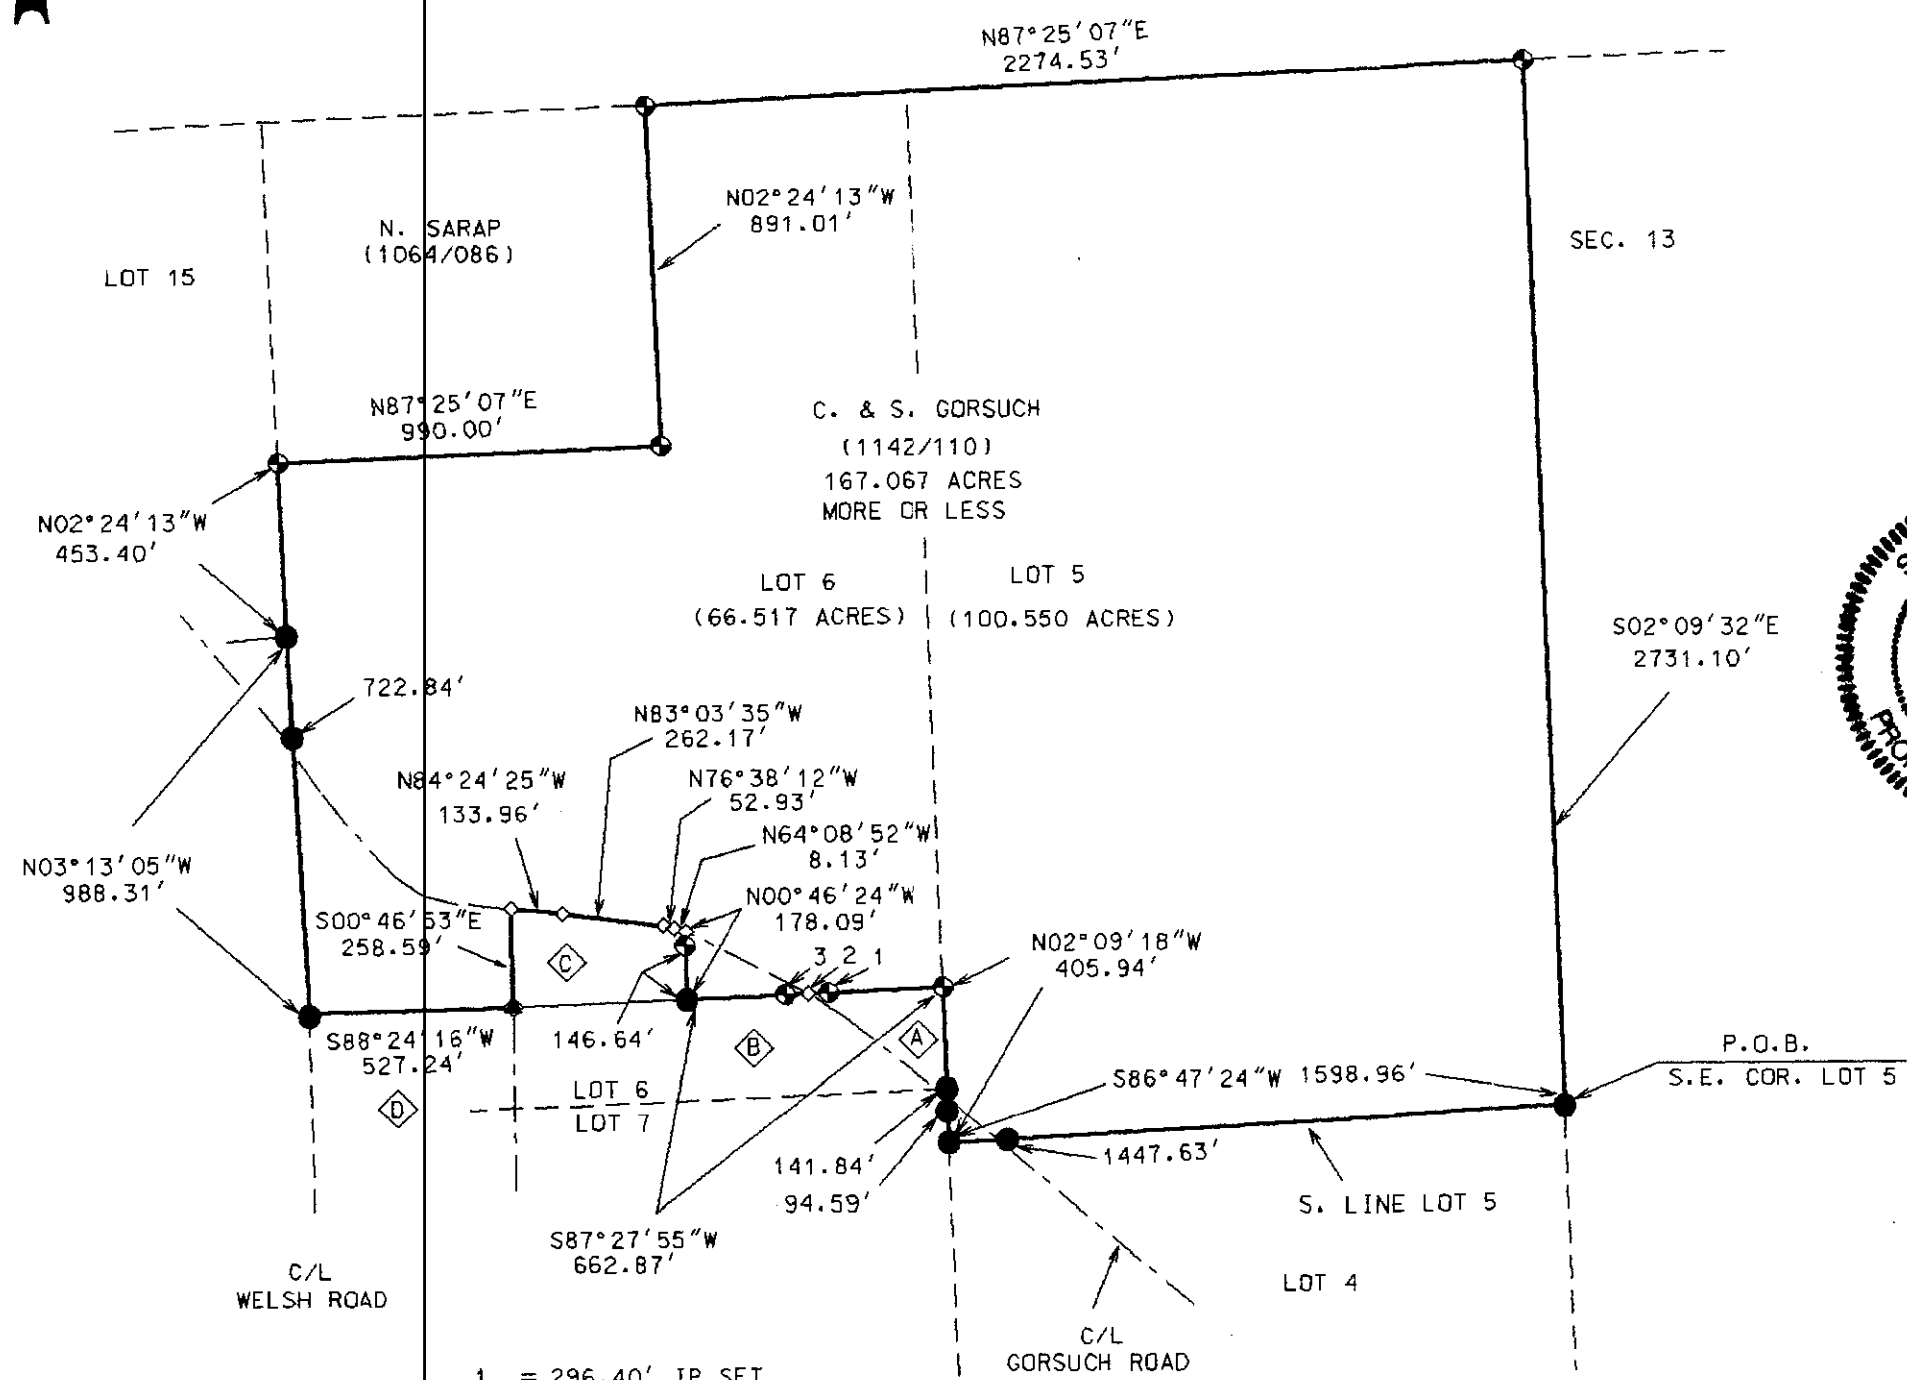 N87°25'07"E
2274.53'
N02°24'13"W
891.01'
N. SARAP
(1064/086)
SEC. 13
LOT 15
N87°25'07"E
990.00'
C. & S. GORSUCH
(1142/110)
167.067 ACRES
MORE OR LESS
N02°24'13"W
453.40'
LOT 6
(66.517 ACRES)
LOT 5
(100.550 ACRES)
S02°09'32"E
2731.10'
722.84'
N83°03'35"W
262.17'
N84°24'25"W
133.96'
N76°38'12"W
52.93'
N64°08'52"W
8.13'
N03°13'05"W
988.31'
N00°46'24"W
178.09'
S00°46'53"E
258.59'
C
3 2 1
N02°09'18"W
405.94'
S88°24'16"W
527.24'
146.64'
B
A
P.O.B.
S.E. COR. LOT 5
S86°47'24"W 1598.96'
D
LOT 6
LOT 7
141.84'
94.59'
1447.63'
S. LINE LOT 5
S87°27'55"W
662.87'
C/L
WELSH ROAD
LOT 4
C/L
GORSUCH ROAD
1 = 296.40' IP SET